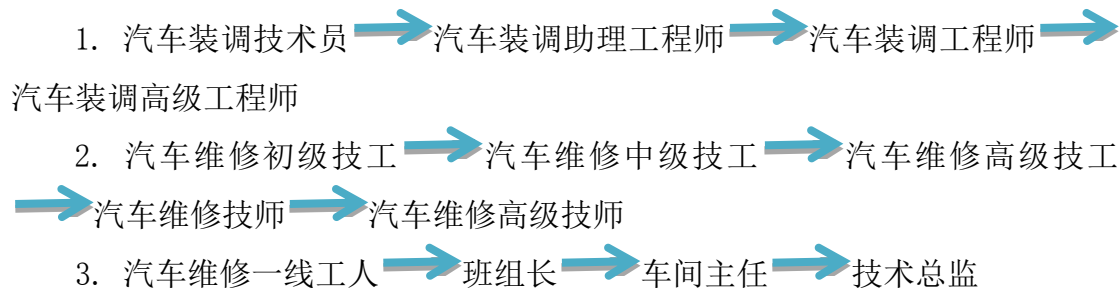 1. 汽车装调技术员 汽车装调助理工程师 汽车装调工程师
汽车装调高级工程师
2. 汽车维修初级技工 汽车维修中级技工 汽车维修高级技工
汽车维修技师 汽车维修高级技师
3. 汽车维修一线工人 班组长 车间主任 技术总监